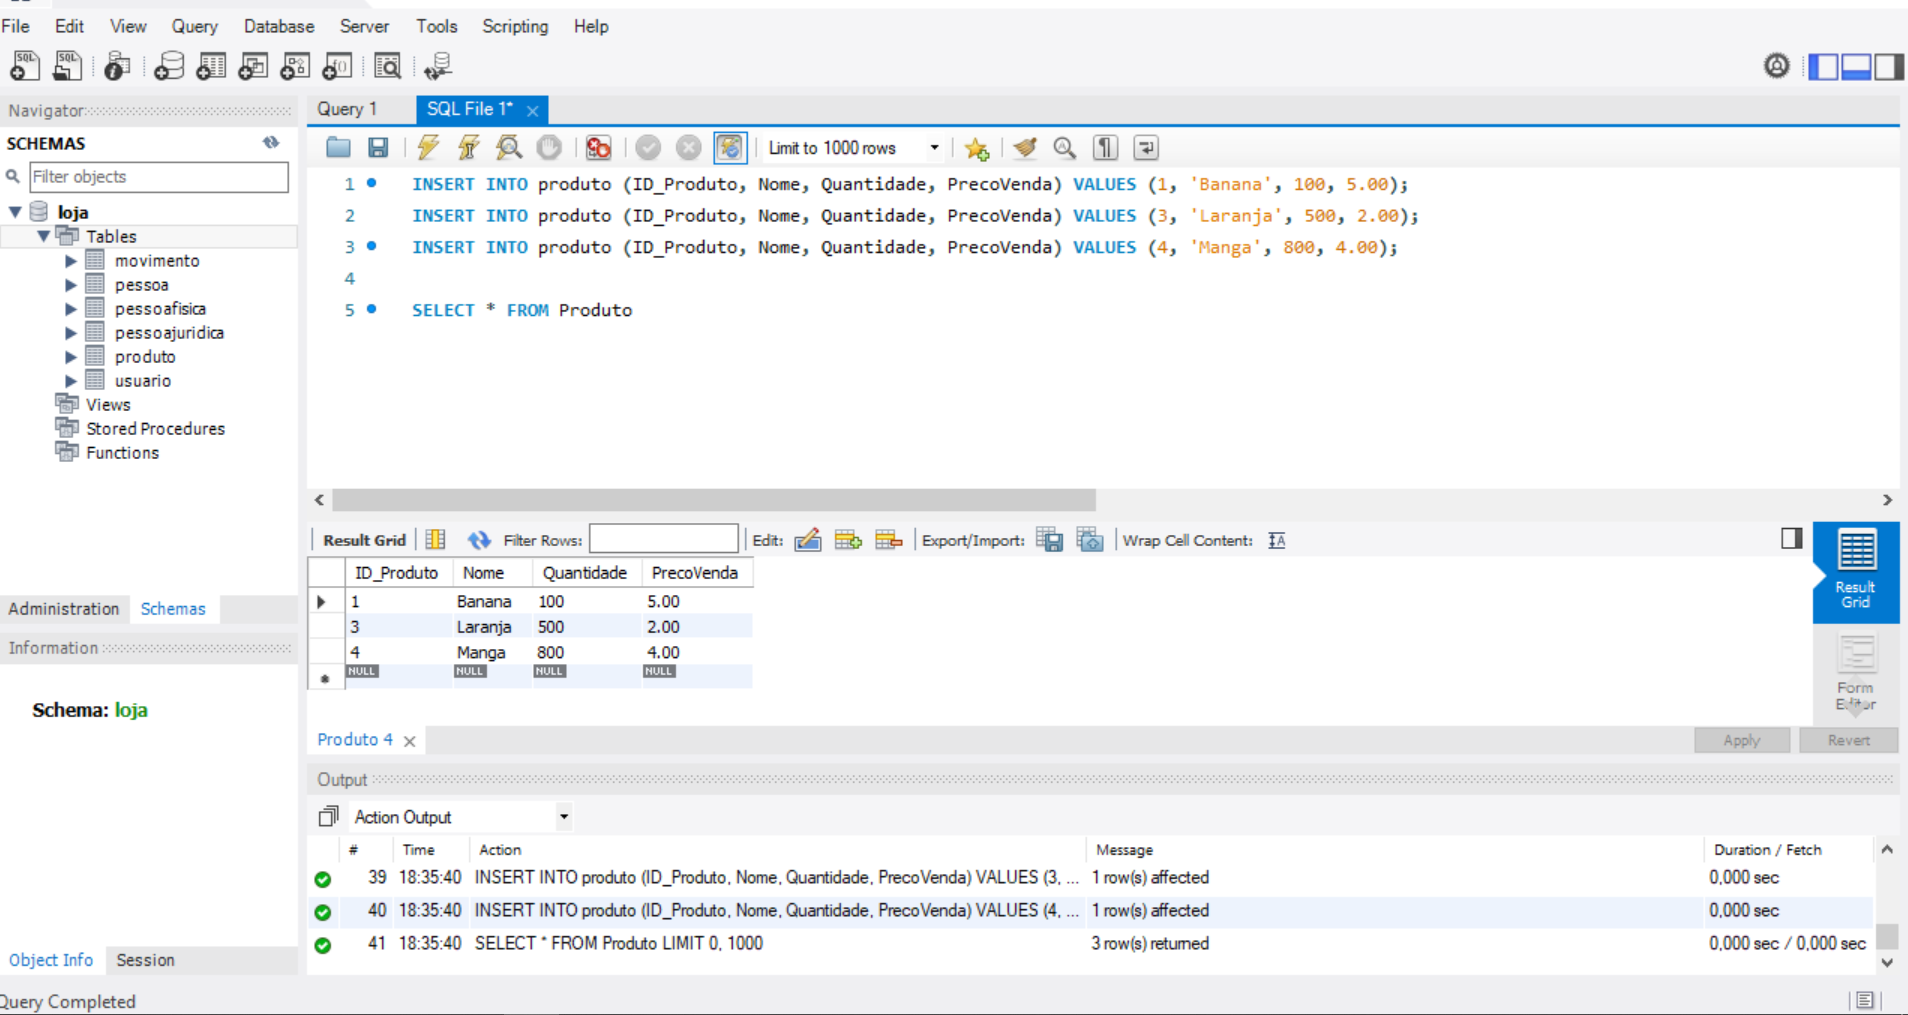 File Edit View Query Database Server Tools Scripting Help
Navigator
SCHEMAS
Filter objects
loja
Tables
movimento
pessoa
pessoafisica
pessoajuridica
produto
usuario
Views
Stored Procedures
Functions
Administration Schemas
Information
Schema: loja
Object Info Session
Query Completed
Query 1 SQL File 1*
Limit to 1000 rows
1 INSERT INTO produto (ID_Produto, Nome, Quantidade, PrecoVenda) VALUES (1, 'Banana', 100, 5.00);
2 INSERT INTO produto (ID_Produto, Nome, Quantidade, PrecoVenda) VALUES (3, 'Laranja', 500, 2.00);
3 INSERT INTO produto (ID_Produto, Nome, Quantidade, PrecoVenda) VALUES (4, 'Manga', 800, 4.00);
4
5 SELECT * FROM Produto
Result Grid Filter Rows: Edit: Export/Import: Wrap Cell Content:
ID_Produto Nome Quantidade PrecoVenda
1 Banana 100 5.00
3 Laranja 500 2.00
4 Manga 800 4.00
NULL NULL NULL NULL
Result
Grid
Form
Editor
Produto 4 Apply Revert
Output
Action Output
# Time Action Message Duration / Fetch
39 18:35:40 INSERT INTO produto (ID_Produto, Nome, Quantidade, PrecoVenda) VALUES (3, ... 1 row(s) affected 0,000 sec
40 18:35:40 INSERT INTO produto (ID_Produto, Nome, Quantidade, PrecoVenda) VALUES (4, ... 1 row(s) affected 0,000 sec
41 18:35:40 SELECT * FROM Produto LIMIT 0, 1000 3 row(s) returned 0,000 sec / 0,000 sec